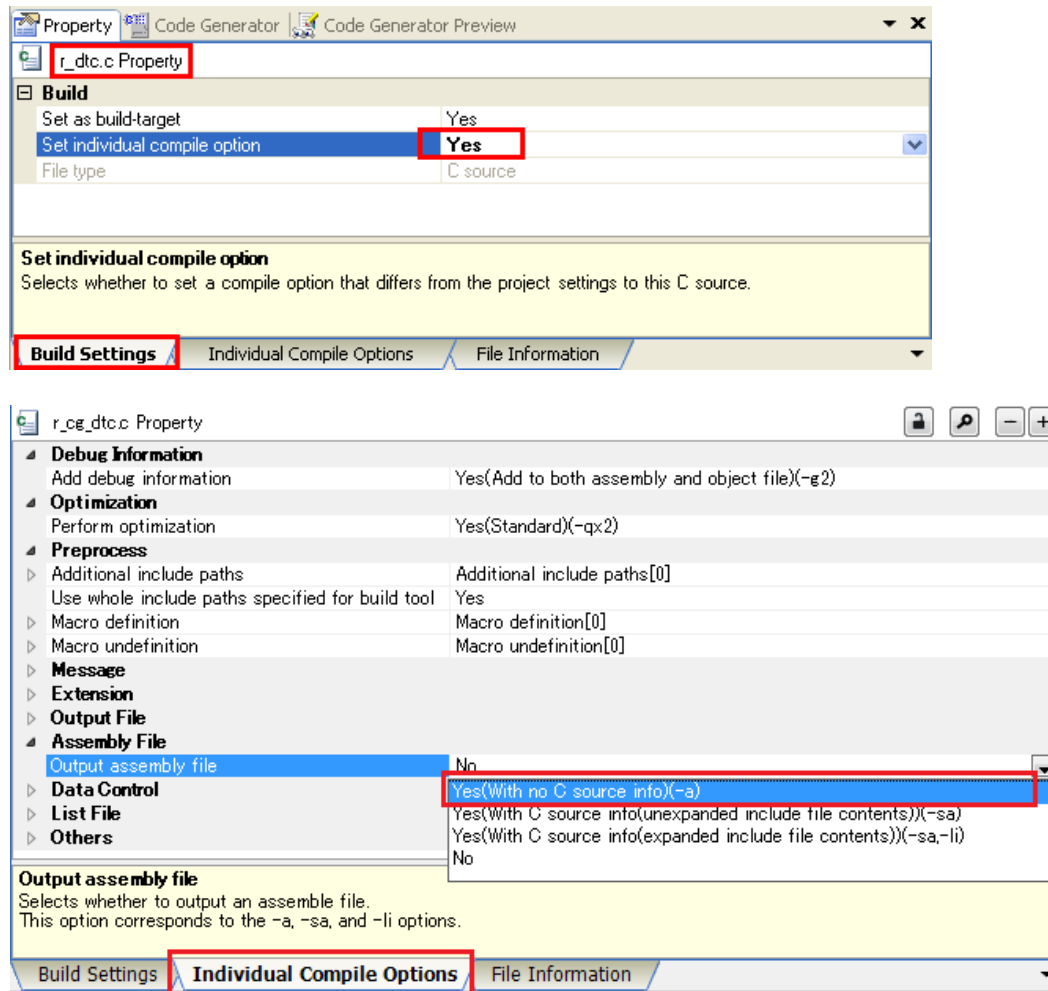 Property Code Generator Code Generator Preview
r_dtc.c Property
Build
Set as build-target Yes
Set individual compile option Yes
File type C source
Set individual compile option
Selects whether to set a compile option that differs from the project settings to this C source.
Build Settings Individual Compile Options File Information
r_cg_dtc.c Property
Debug Information
Add debug information Yes(Add to both assembly and object file)(-g2)
Optimization
Perform optimization Yes(Standard)(-qx2)
Preprocess
Additional include paths Additional include paths[0]
Use whole include paths specified for build tool Yes
Macro definition Macro definition[0]
Macro undefinition Macro undefinition[0]
Message
Extension
Output File
Assembly File
Output assembly file No
Data Control Yes(With no C source info)(-a)
List File Yes(With C source info(unexpanded include file contents))(-sa)
Others Yes(With C source info(expanded include file contents))(-sa,-li)
No
Output assembly file
Selects whether to output an assemble file.
This option corresponds to the -a, -sa, and -li options.
Build Settings Individual Compile Options File Information